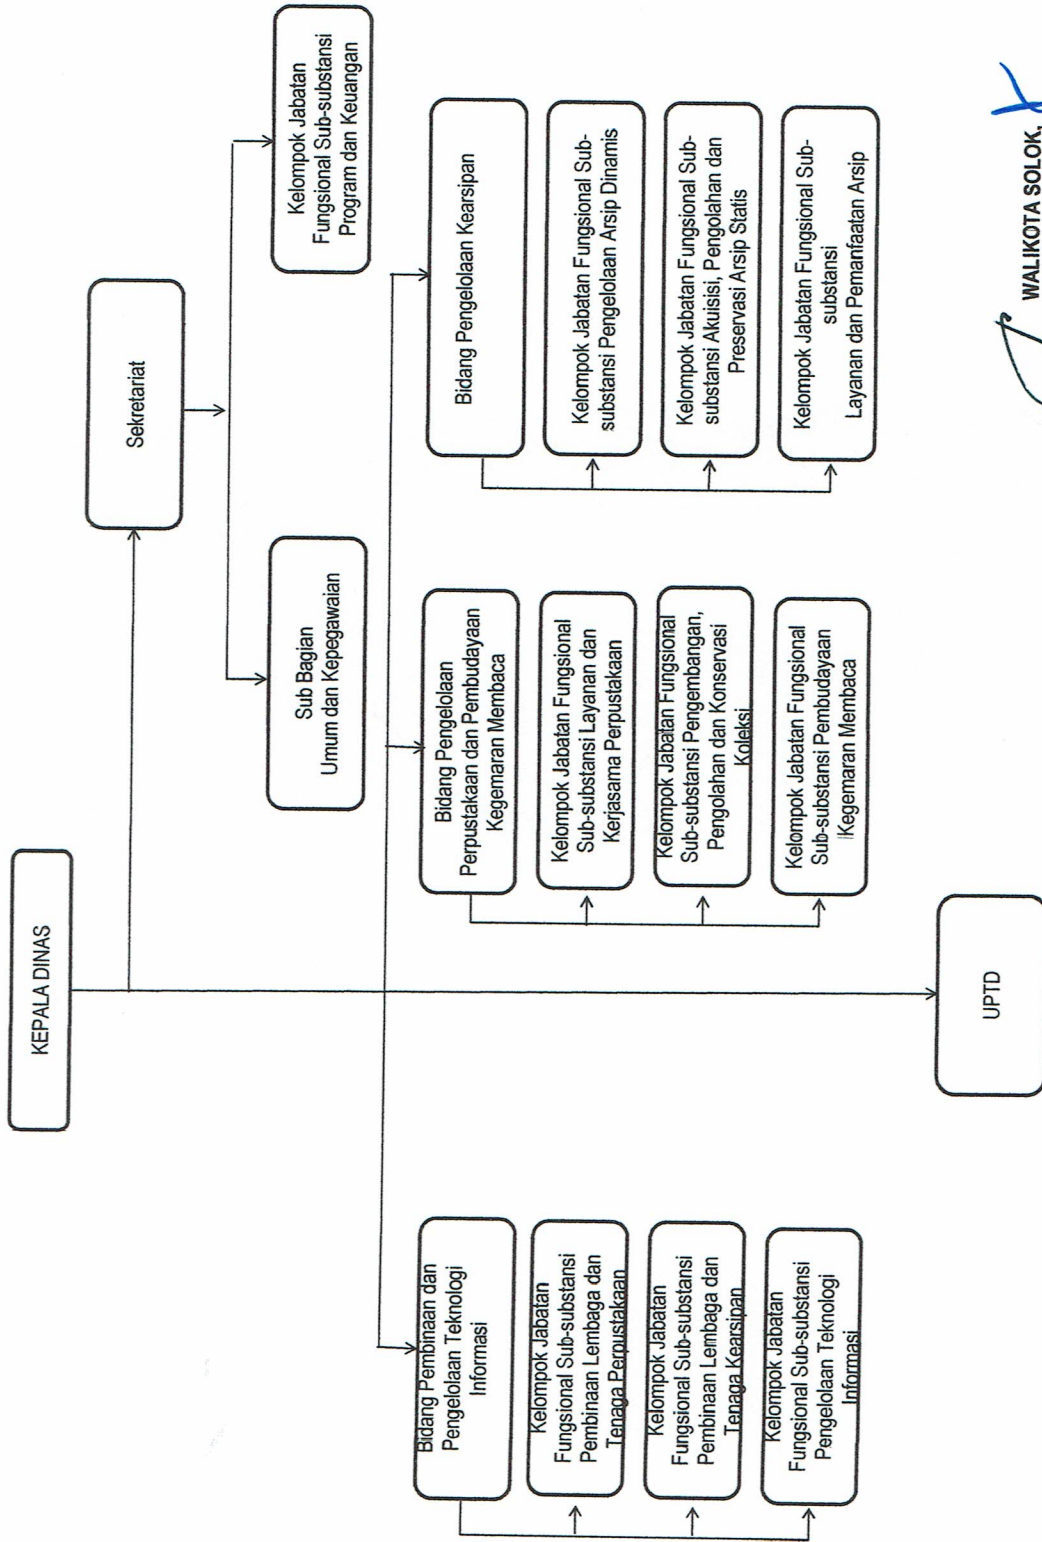 KEPALA DINAS
Sekretariat
Sub Bagian
Umum dan Kepegawaian
Kelompok Jabatan
Fungsional Sub-substansi
Program dan Keuangan
Bidang Pembinaan dan
Pengelolaan Teknologi
Informasi
Kelompok Jabatan
Fungsional Sub-substansi
Pembinaan Lembaga dan
Tenaga Perpustakaan
Kelompok Jabatan
Fungsional Sub-substansi
Pembinaan Lembaga dan
Tenaga Kearsipan
Kelompok Jabatan
Fungsional Sub-substansi
Pengelolaan Teknologi
Informasi
Bidang Pengelolaan
Perpustakaan dan Pembudayaan
Kegemaran Membaca
Kelompok Jabatan Fungsional
Sub-substansi Layanan dan
Kerjasama Perpustakaan
Kelompok Jabatan Fungsional
Sub-substansi Pengembangan,
Pengolahan dan Konservasi
Koleksi
Kelompok Jabatan Fungsional
Sub-substansi Pembudayaan
Kegemaran Membaca
Bidang Pengelolaan Kearsipan
Kelompok Jabatan Fungsional Sub-
substansi Pengelolaan Arsip Dinamis
Kelompok Jabatan Fungsional Sub-
substansi Akuisisi, Pengolahan dan
Preservasi Arsip Statis
Kelompok Jabatan Fungsional Sub-
substansi
Layanan dan Pemanfaatan Arsip
UPTD
WALIKOTA SOLOK,